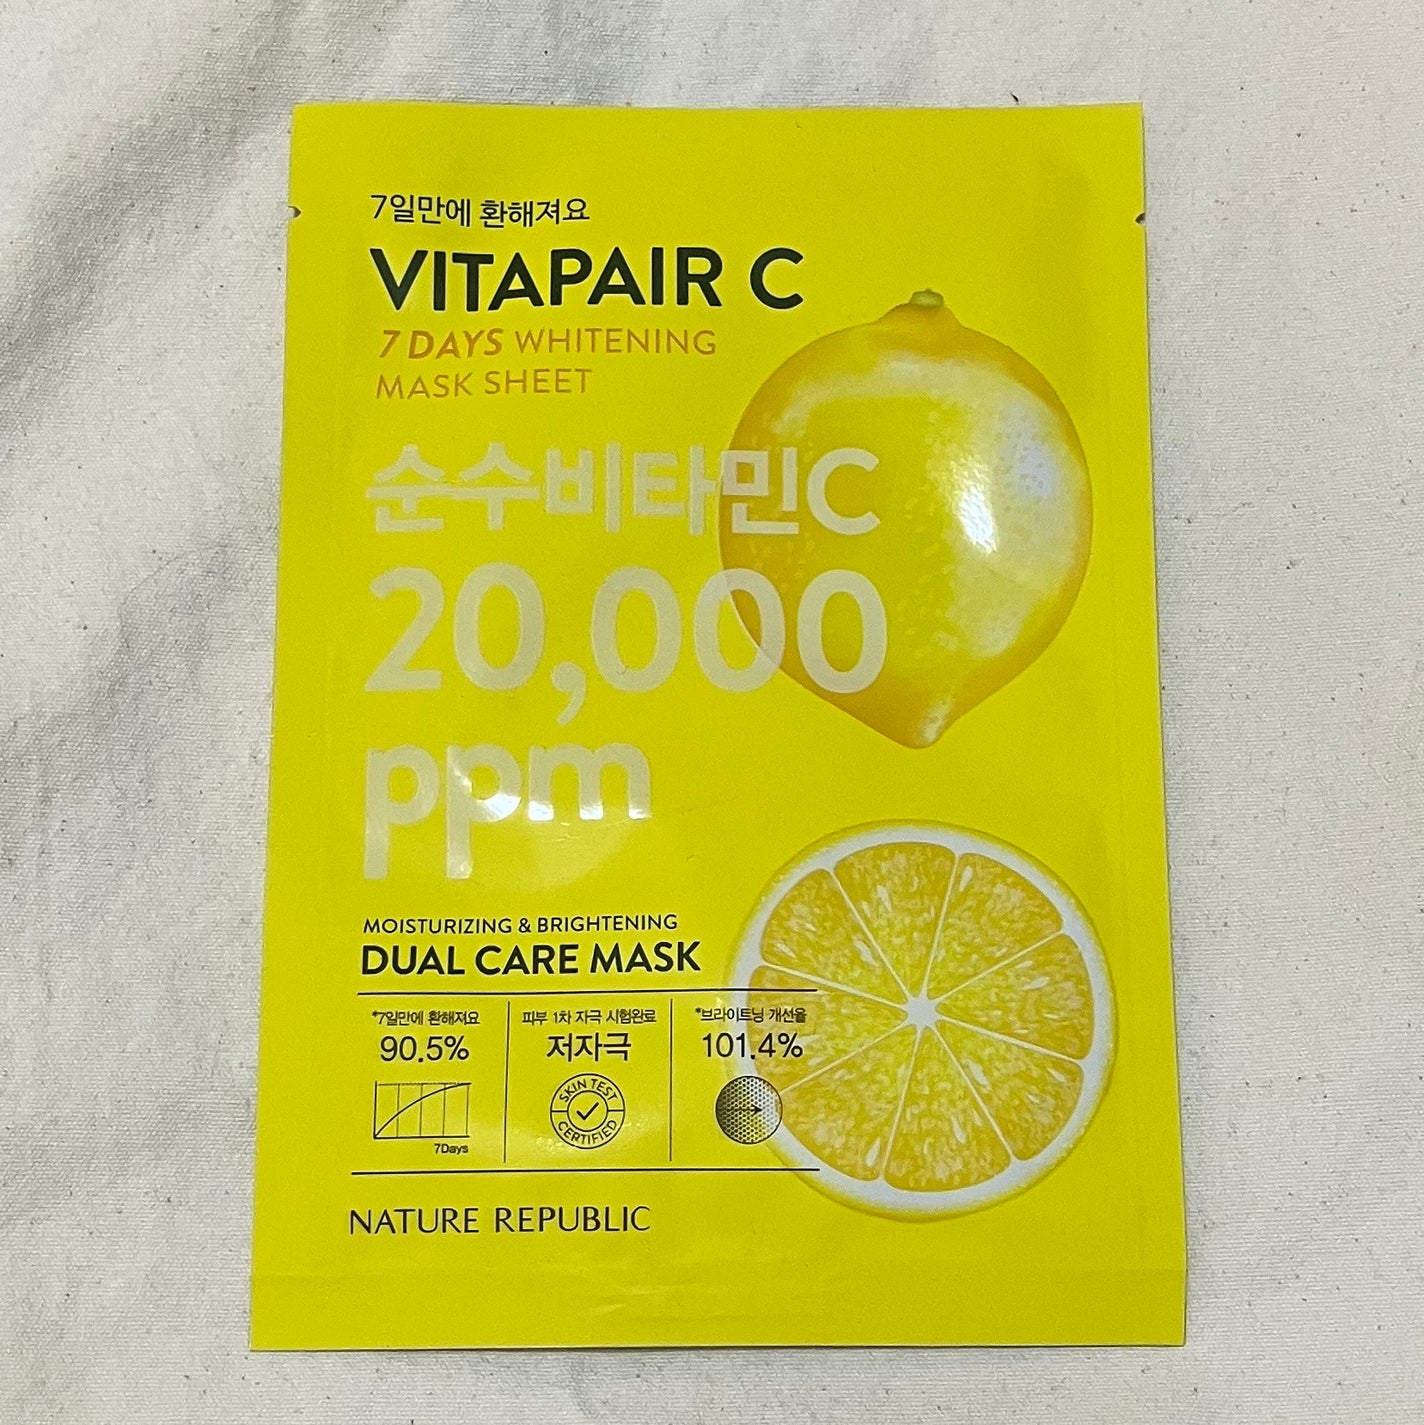 7일만에 환해져요
VITAPAIR C
7 DAYS WHITENING
MASK SHEET
순수비타민C
20,000
ppm
MOISTURIZING & BRIGHTENING
DUAL CARE MASK
*7일만에 환해져요
90.5%
7Days
피부 1차 자극 시험완료
저자극
SKIN TEST
CERTIFIED
*브라이트닝 개선율
101.4%
NATURE REPUBLIC